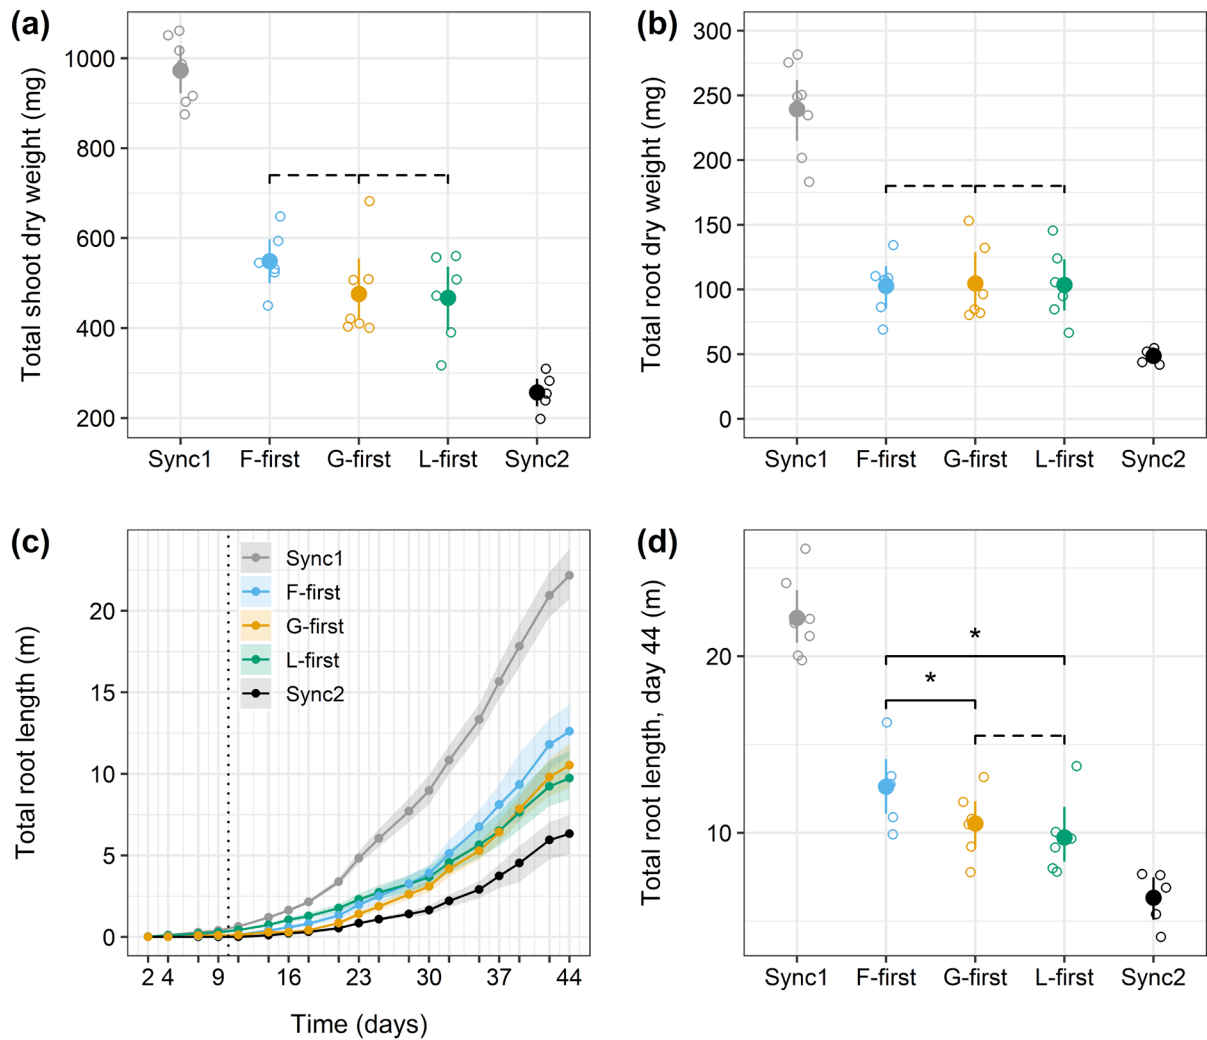 (a)
Total shoot dry weight (mg)
1000
800
600
400
200
Sync1 F-first G-first L-first Sync2
(b)
Total root dry weight (mg)
300
250
200
150
100
50
0
Sync1 F-first G-first L-first Sync2
(c)
Total root length (m)
20
15
10
5
0
Sync1
F-first
G-first
L-first
Sync2
2 4 9 16 23 30 37 44
Time (days)
(d)
Total root length, day 44 (m)
20
10
*
*
Sync1 F-first G-first L-first Sync2